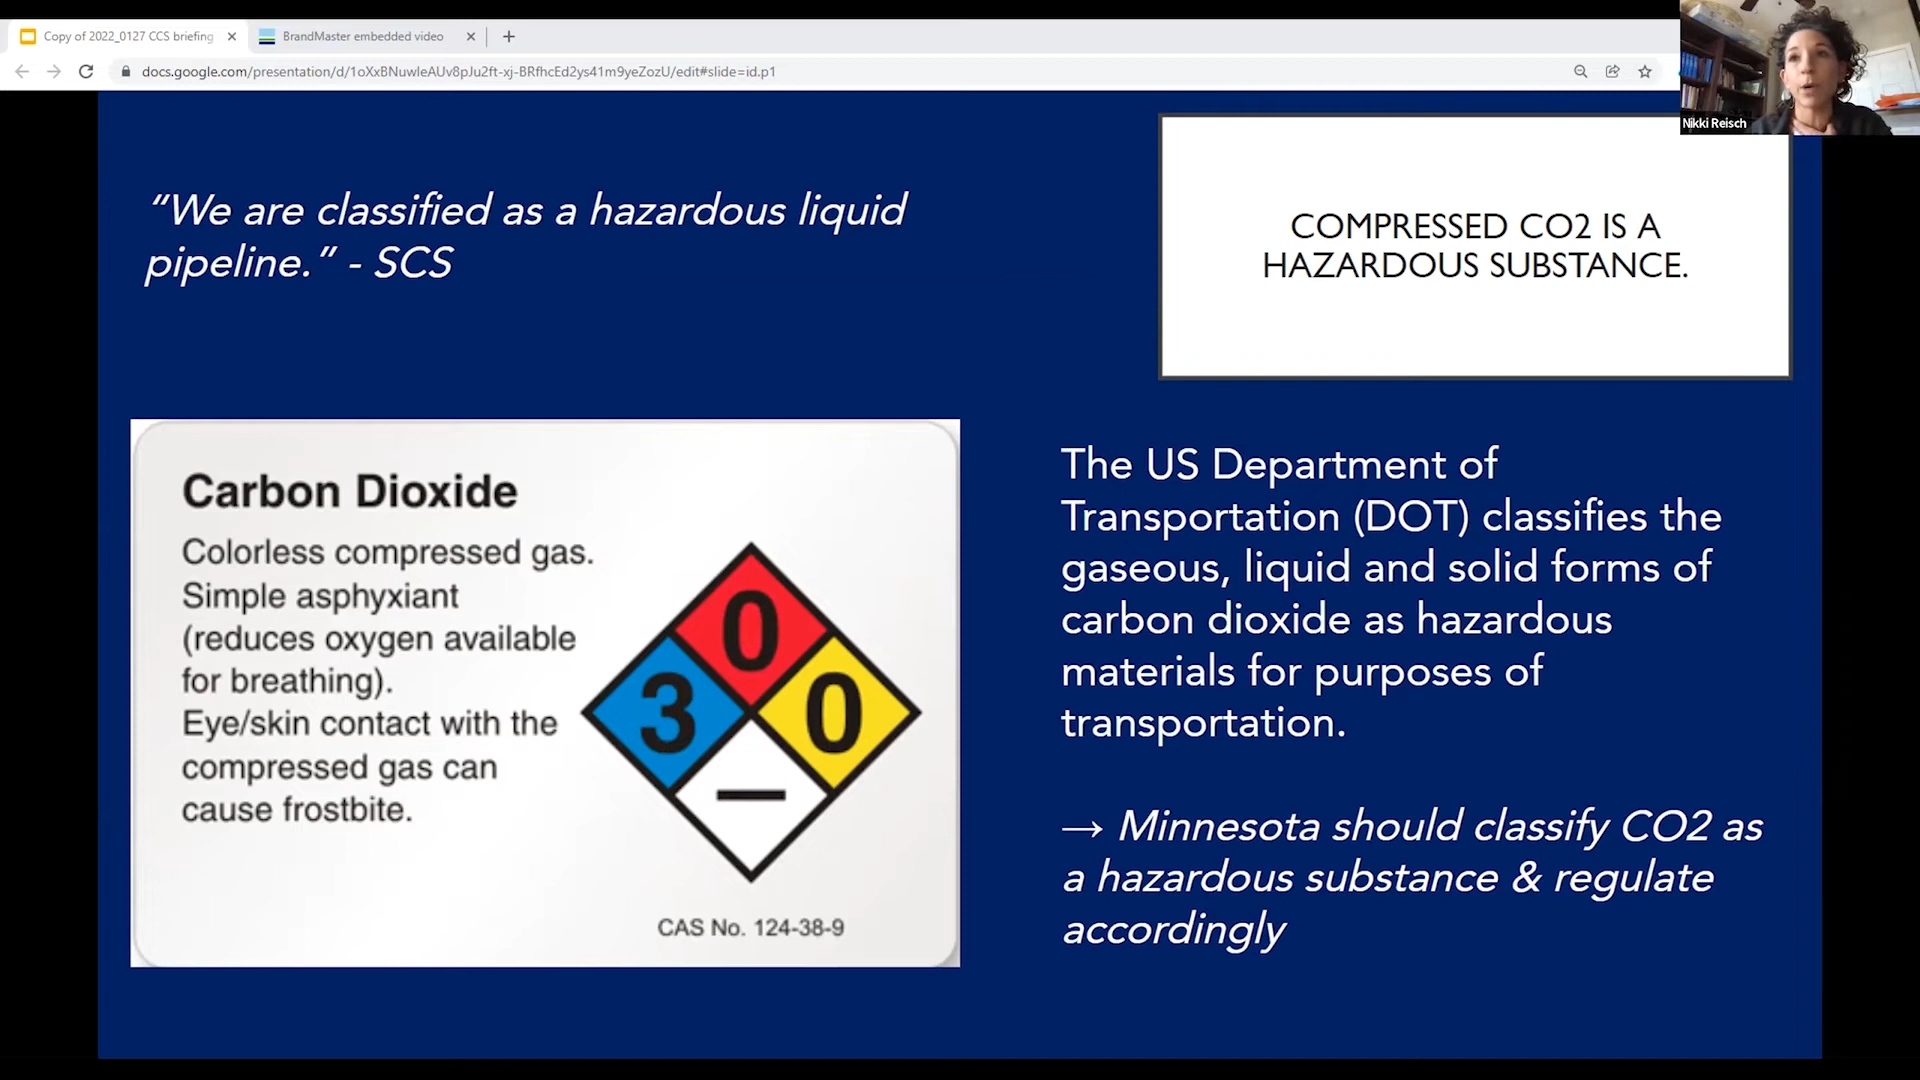 Copy of 2022_0127 CCS briefing
BrandMaster embedded video
docs.google.com/presentation/d/1oXxBNuwleAUv8pJu2ft-xj-BRfhcEd2ys41m9yeZozU/edit#slide=id.p1
Nikki Reisch
“We are classified as a hazardous liquid
pipeline.” - SCS
COMPRESSED CO2 IS A
HAZARDOUS SUBSTANCE.
Carbon Dioxide
Colorless compressed gas.
Simple asphyxiant
(reduces oxygen available
for breathing).
Eye/skin contact with the
compressed gas can
cause frostbite.
0
3
0
—
CAS No. 124-38-9
The US Department of
Transportation (DOT) classifies the
gaseous, liquid and solid forms of
carbon dioxide as hazardous
materials for purposes of
transportation.
→ Minnesota should classify CO2 as
a hazardous substance & regulate
accordingly